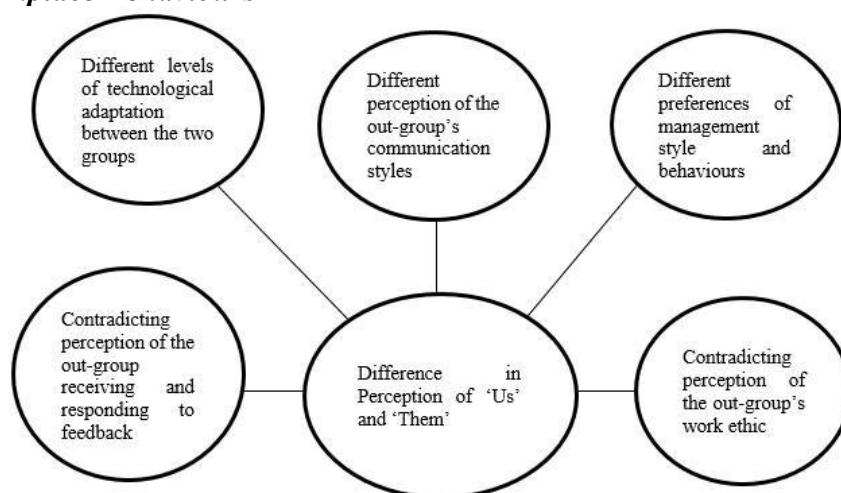 Different levels
of technological
adaptation
between the two
groups
Different
perception of the
out-group's
communication
styles
Different
preferences of
management
style and
behaviours
Contradicting
perception of the
out-group
receiving and
responding to
feedback
Difference in
Perception of 'Us'
and 'Them'
Contradicting
perception of
the out-group's
work ethic